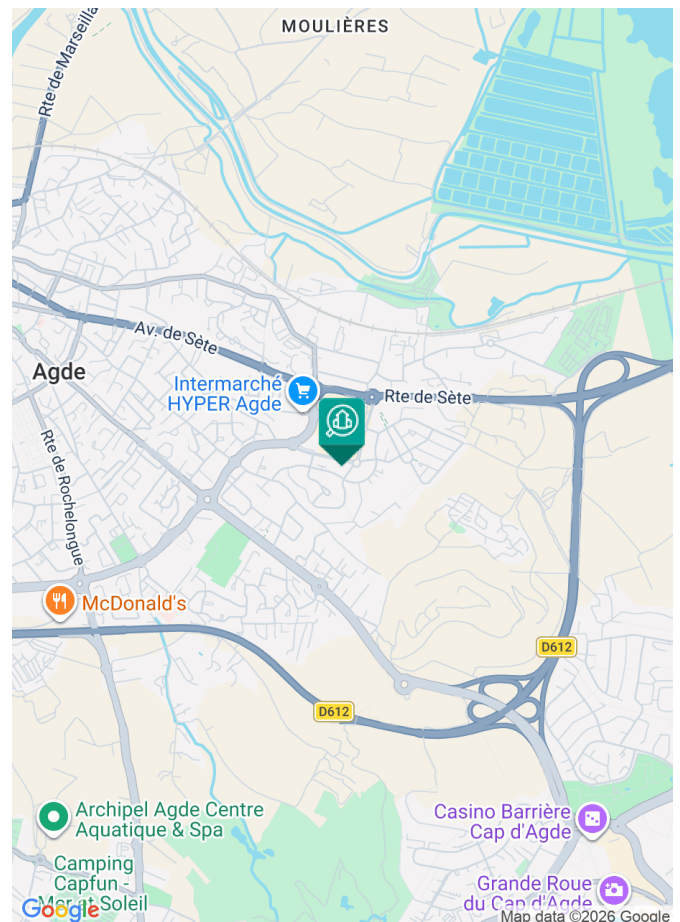 MOULIÈRES
Rte de Marseilla
Av. de Sète
Agde
Intermarché
HYPER Agde
Rte de Sète
Rte de Rochelongue
McDonald's
D612
D612
Archipel Agde Centre
Aquatique & Spa
Casino Barrière
Cap d'Agde
Camping
Capfun -
Mer et Soleil
Grande Roue
du Cap d'Agde
Google
Map data ©2026 Google